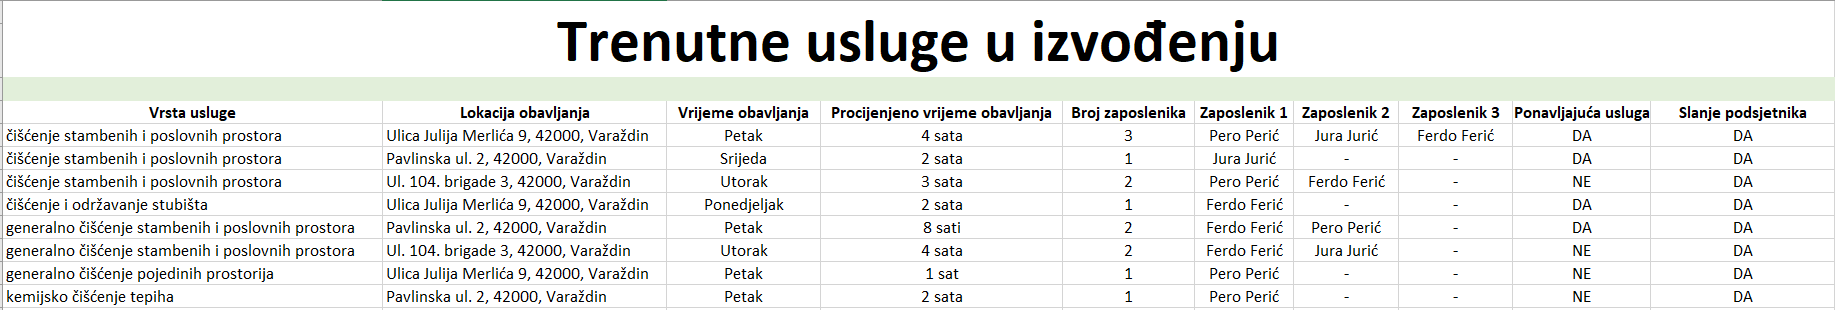 Trenutne usluge u izvođenju
Vrsta usluge Lokacija obavljanja Vrijeme obavljanja Procijenjeno vrijeme obavljanja Broj zaposlenika Zaposlenik 1 Zaposlenik 2 Zaposlenik 3 Ponavljajuća usluga Slanje podsjetnika
čišćenje stambenih i poslovnih prostora Ulica Julija Merlića 9, 42000, Varaždin Petak 4 sata 3 Pero Perić Jura Jurić Ferdo Ferić DA DA
čišćenje stambenih i poslovnih prostora Pavlinska ul. 2, 42000, Varaždin Srijeda 2 sata 1 Jura Jurić - - DA DA
čišćenje stambenih i poslovnih prostora Ul. 104. brigade 3, 42000, Varaždin Utorak 3 sata 2 Pero Perić Ferdo Ferić - NE DA
čišćenje i održavanje stubišta Ulica Julija Merlića 9, 42000, Varaždin Ponedjeljak 2 sata 1 Ferdo Ferić - - DA DA
generalno čišćenje stambenih i poslovnih prostora Pavlinska ul. 2, 42000, Varaždin Petak 8 sati 2 Ferdo Ferić Pero Perić - DA DA
generalno čišćenje stambenih i poslovnih prostora Ul. 104. brigade 3, 42000, Varaždin Utorak 4 sata 2 Ferdo Ferić Jura Jurić - NE DA
generalno čišćenje pojedinih prostorija Ulica Julija Merlića 9, 42000, Varaždin Petak 1 sat 1 Pero Perić - - NE DA
kemijsko čišćenje tepiha Pavlinska ul. 2, 42000, Varaždin Petak 2 sata 1 Pero Perić - - NE DA